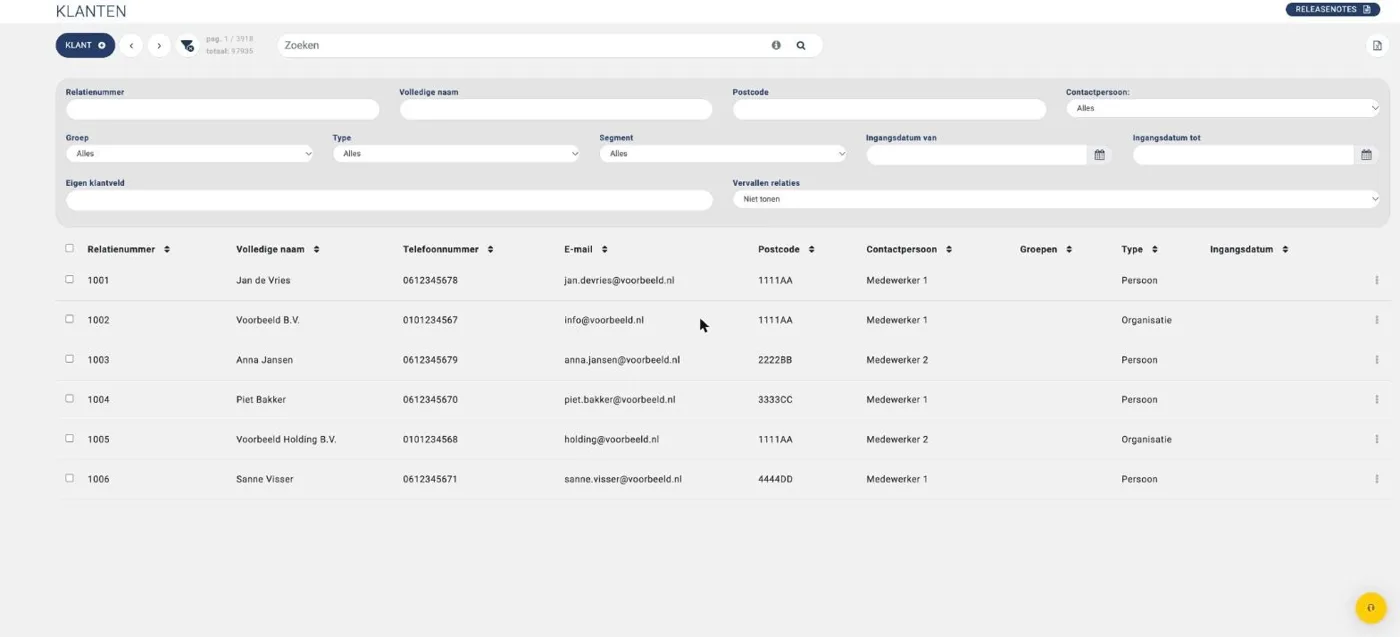 KLANTEN
RELEASENOTES
KLANT
pag. 1 / 3918
totaal: 97935
Zoeken
Relatienummer Volledige naam Postcode Contactpersoon:
Alles
Groep Type Segment Ingangsdatum van Ingangsdatum tot
Alles Alles Alles
Eigen klantveld Vervallen relaties
Niet tonen
Relatienummer Volledige naam Telefoonnummer E-mail Postcode Contactpersoon Groepen Type Ingangsdatum
1001 Jan de Vries 0612345678 jan.devries@voorbeeld.nl 1111AA Medewerker 1 Persoon
1002 Voorbeeld B.V. 0101234567 info@voorbeeld.nl 1111AA Medewerker 1 Organisatie
1003 Anna Jansen 0612345679 anna.jansen@voorbeeld.nl 2222BB Medewerker 2 Persoon
1004 Piet Bakker 0612345670 piet.bakker@voorbeeld.nl 3333CC Medewerker 1 Persoon
1005 Voorbeeld Holding B.V. 0101234568 holding@voorbeeld.nl 1111AA Medewerker 2 Organisatie
1006 Sanne Visser 0612345671 sanne.visser@voorbeeld.nl 4444DD Medewerker 1 Persoon